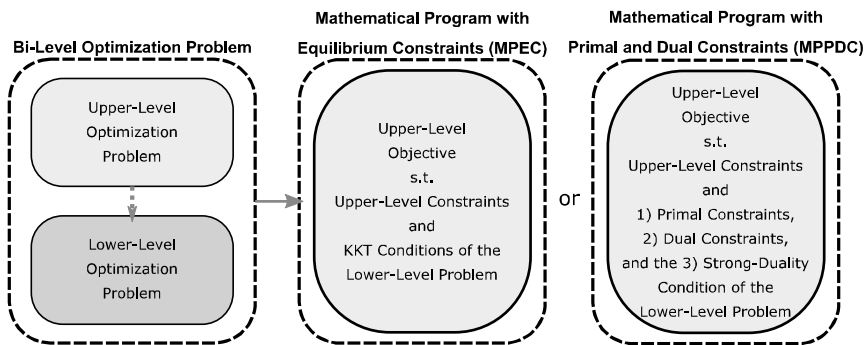 Bi-Level Optimization Problem
Upper-Level
Optimization
Problem
Lower-Level
Optimization
Problem
Mathematical Program with
Equilibrium Constraints (MPEC)
Upper-Level
Objective
s.t.
Upper-Level Constraints
and
KKT Conditions of the
Lower-Level Problem
or
Mathematical Program with
Primal and Dual Constraints (MPPDC)
Upper-Level
Objective
s.t.
Upper-Level Constraints
and
1) Primal Constraints,
2) Dual Constraints,
and the 3) Strong-Duality
Condition of the
Lower-Level Problem